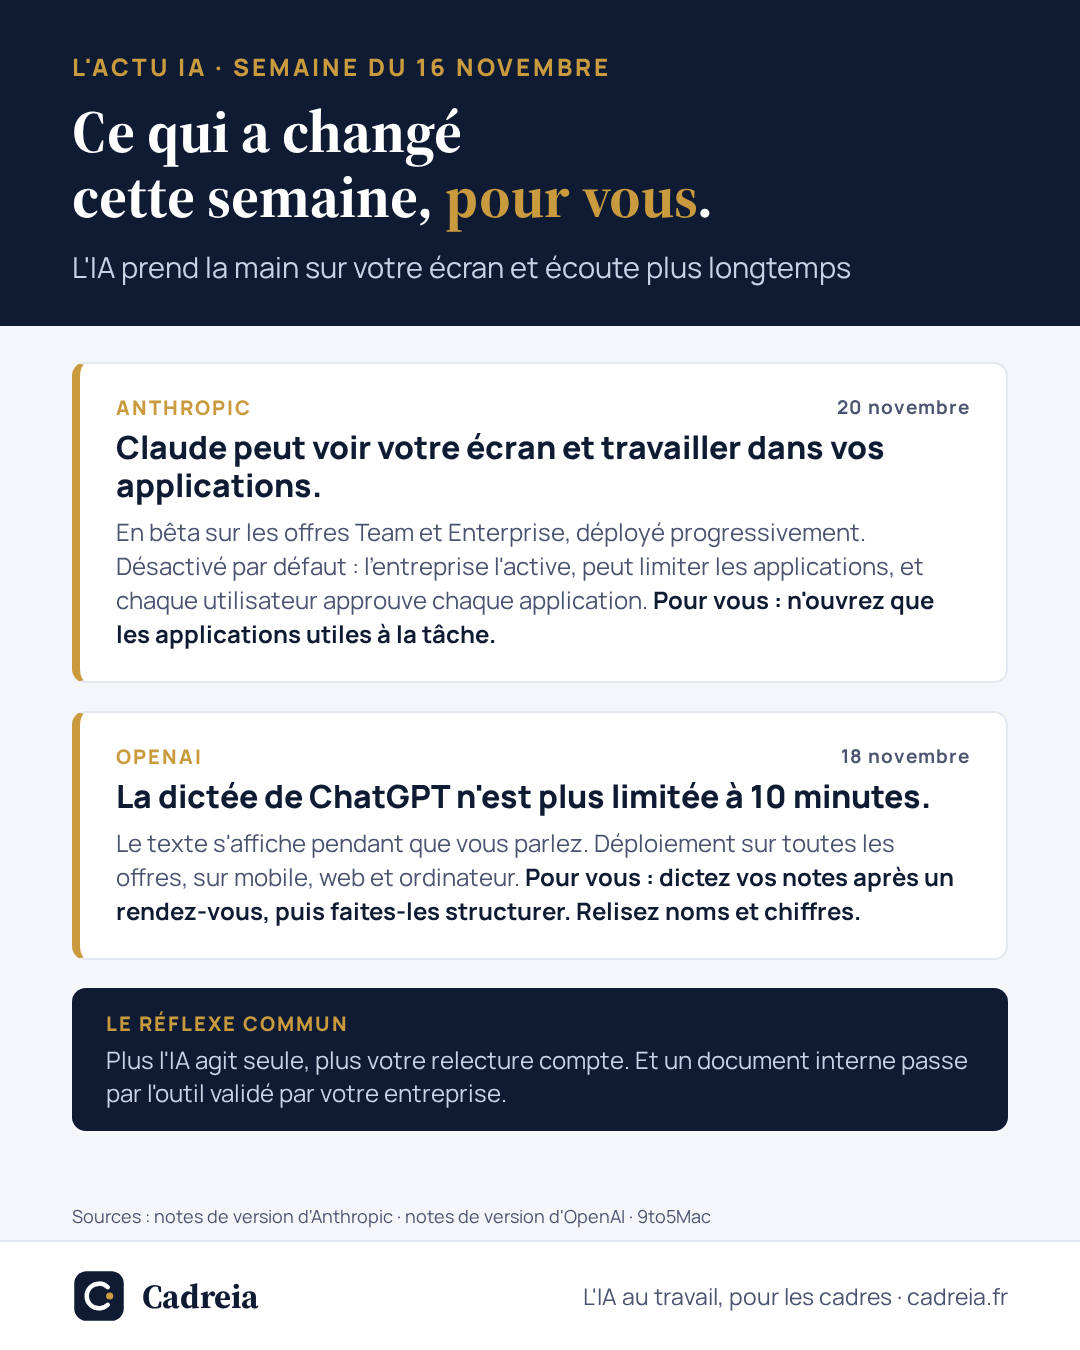 L'ACTU IA · SEMAINE DU 16 NOVEMBRE
Ce qui a changé
cette semaine, pour vous.
L'IA prend la main sur votre écran et écoute plus longtemps
ANTHROPIC
20 novembre
Claude peut voir votre écran et travailler dans vos
applications.
En bêta sur les offres Team et Enterprise, déployé progressivement.
Désactivé par défaut : l'entreprise l'active, peut limiter les applications, et
chaque utilisateur approuve chaque application. Pour vous : n'ouvrez que
les applications utiles à la tâche.
OPENAI
18 novembre
La dictée de ChatGPT n'est plus limitée à 10 minutes.
Le texte s'affiche pendant que vous parlez. Déploiement sur toutes les
offres, sur mobile, web et ordinateur. Pour vous : dictez vos notes après un
rendez-vous, puis faites-les structurer. Relisez noms et chiffres.
LE RÉFLEXE COMMUN
Plus l'IA agit seule, plus votre relecture compte. Et un document interne passe
par l'outil validé par votre entreprise.
Sources : notes de version d'Anthropic · notes de version d'OpenAI · 9to5Mac
Cadreia
L'IA au travail, pour les cadres · cadreia.fr